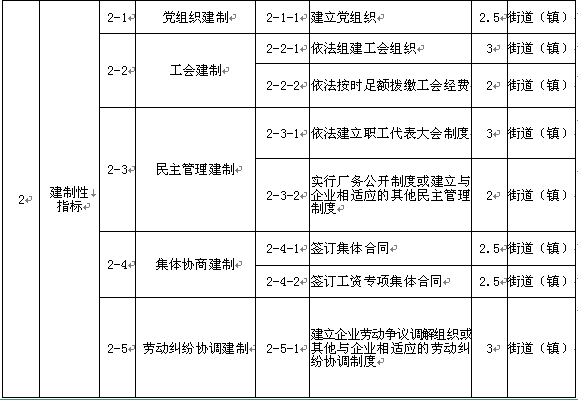 2-1 党组织建制 2-1-1 建立党组织 2.5 街道（镇）
2-2 工会建制 2-2-1 依法组建工会组织 3 街道（镇）
2-2-2 依法按时足额拨缴工会经费 2 街道（镇）
2 建制性
指标
2-3 民主管理建制 2-3-1 依法建立职工代表大会制度 3 街道（镇）
2-3-2 实行厂务公开制度或建立与
企业相适应的其他民主管理
制度 2 街道（镇）
2-4 集体协商建制 2-4-1 签订集体合同 2.5 街道（镇）
2-4-2 签订工资专项集体合同 2.5 街道（镇）
2-5 劳动纠纷协调建制 2-5-1 建立企业劳动争议调解组织或
其他与企业相适应的劳动纠
纷协调制度 3 街道（镇）